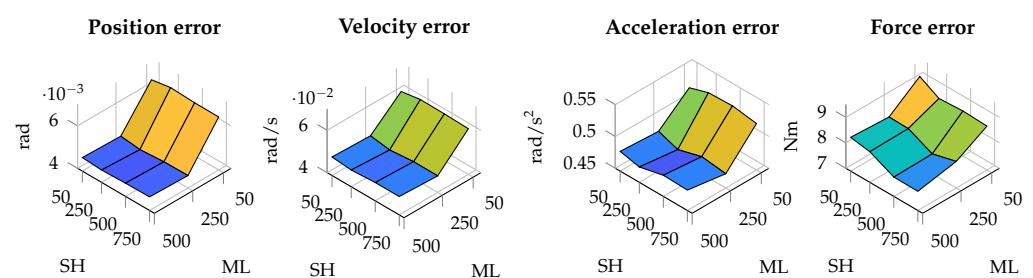 Position error
·10⁻³
rad
6
4
50
250
500
750
500
250
50
SH
ML
Velocity error
·10⁻²
rad/s
6
4
50
250
500
750
500
250
50
SH
ML
Acceleration error
rad/s²
0.55
0.5
0.45
50
250
500
750
500
250
50
SH
ML
Force error
Nm
9
8
7
50
250
500
750
500
250
50
SH
ML